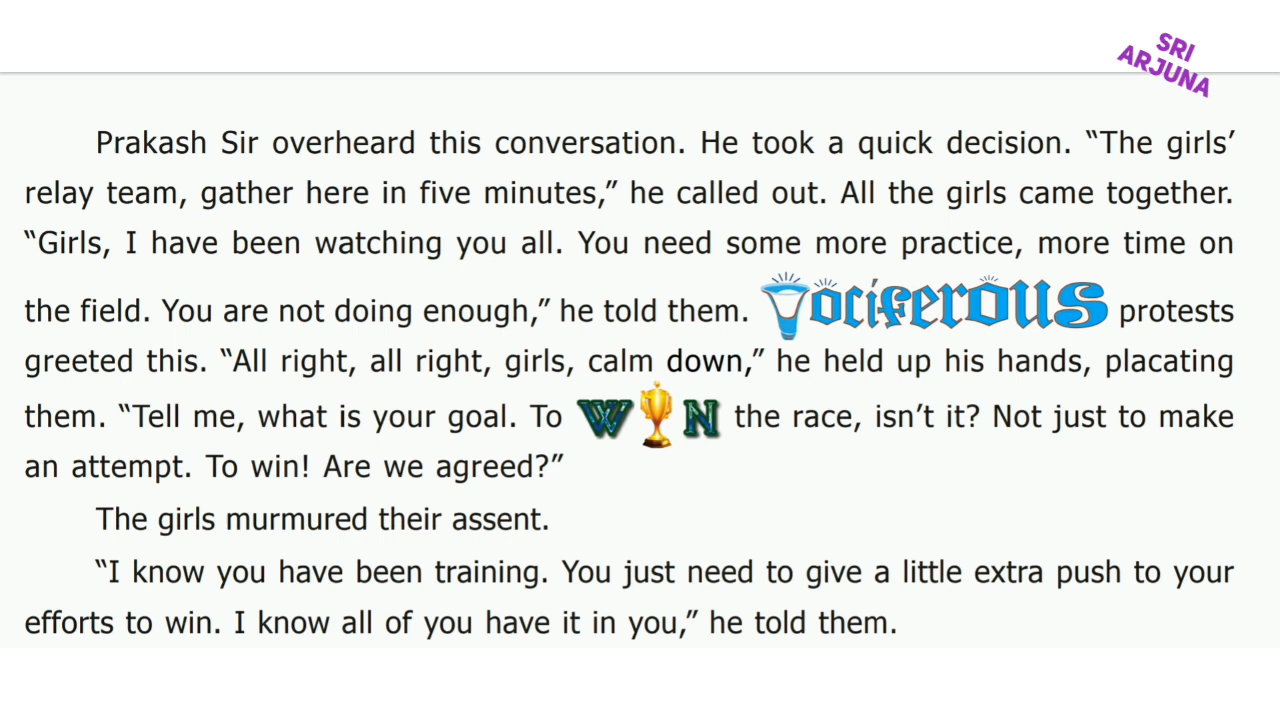 SRI
ARJUNA
Prakash Sir overheard this conversation. He took a quick decision. “The girls’
relay team, gather here in five minutes,” he called out. All the girls came together.
“Girls, I have been watching you all. You need some more practice, more time on
the field. You are not doing enough,” he told them. Vociferous protests
greeted this. “All right, all right, girls, calm down,” he held up his hands, placating
them. “Tell me, what is your goal. To WIN the race, isn’t it? Not just to make
an attempt. To win! Are we agreed?”
The girls murmured their assent.
“I know you have been training. You just need to give a little extra push to your
efforts to win. I know all of you have it in you,” he told them.